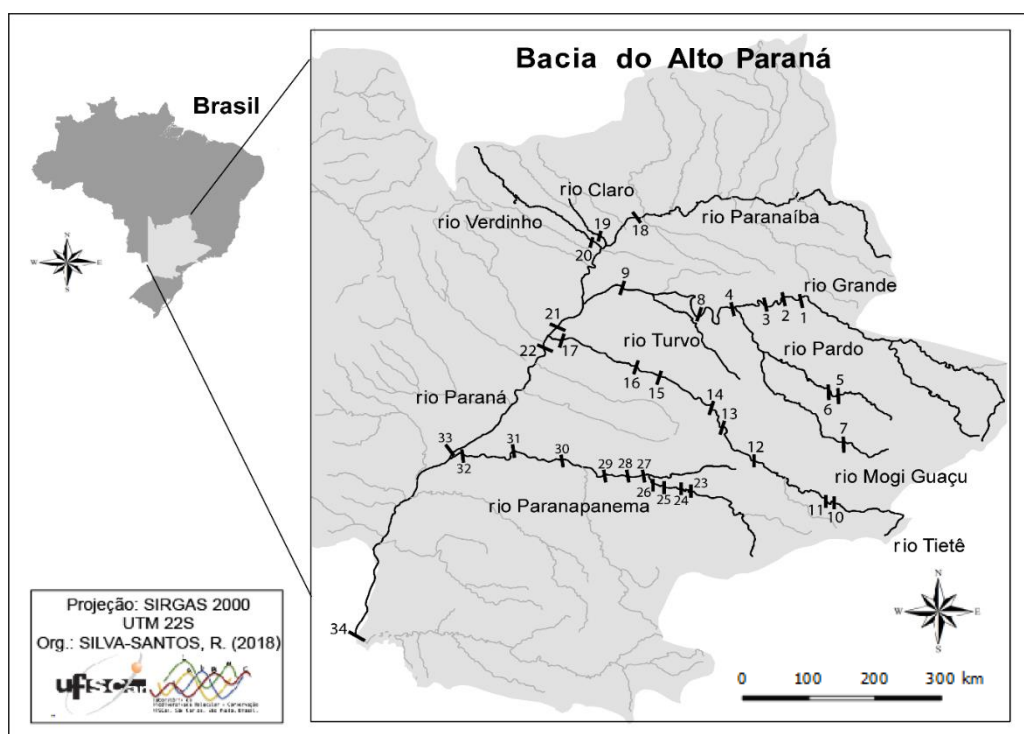 Brasil
N
W
E
S
Projeção: SIRGAS 2000
UTM 22S
Org.: SILVA-SANTOS, R. (2018)
ufscar
Bacia do Alto Paraná
rio Claro
rio Verdinho
19
20
18
rio Paranaíba
9
8
4
3
2
1
rio Grande
21
22
17
rio Turvo
rio Pardo
16
15
5
6
14
13
7
rio Paraná
12
33
32
31
30
29
28
27
26
25
24
23
rio Mogi Guaçu
rio Paranapanema
11
10
rio Tietê
34
N
W
E
S
0
100
200
300 km